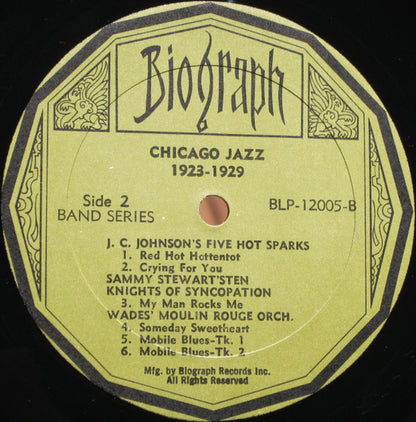 Biograph
CHICAGO JAZZ
1923-1929
Side 2
BAND SERIES
BLP-12005-B
J. C. JOHNSON'S FIVE HOT SPARKS
1. Red Hot Hottentot
2. Crying For You
SAMMY STEWART'STEN
KNIGHTS OF SYNCOPATION
3. My Man Rocks Me
WADES' MOULIN ROUGE ORCH.
4. Someday Sweetheart
5. Mobile Blues-Tk. 1
6. Mobile Blues-Tk. 2
Mfg. by Biograph Records Inc.
All Rights Reserved